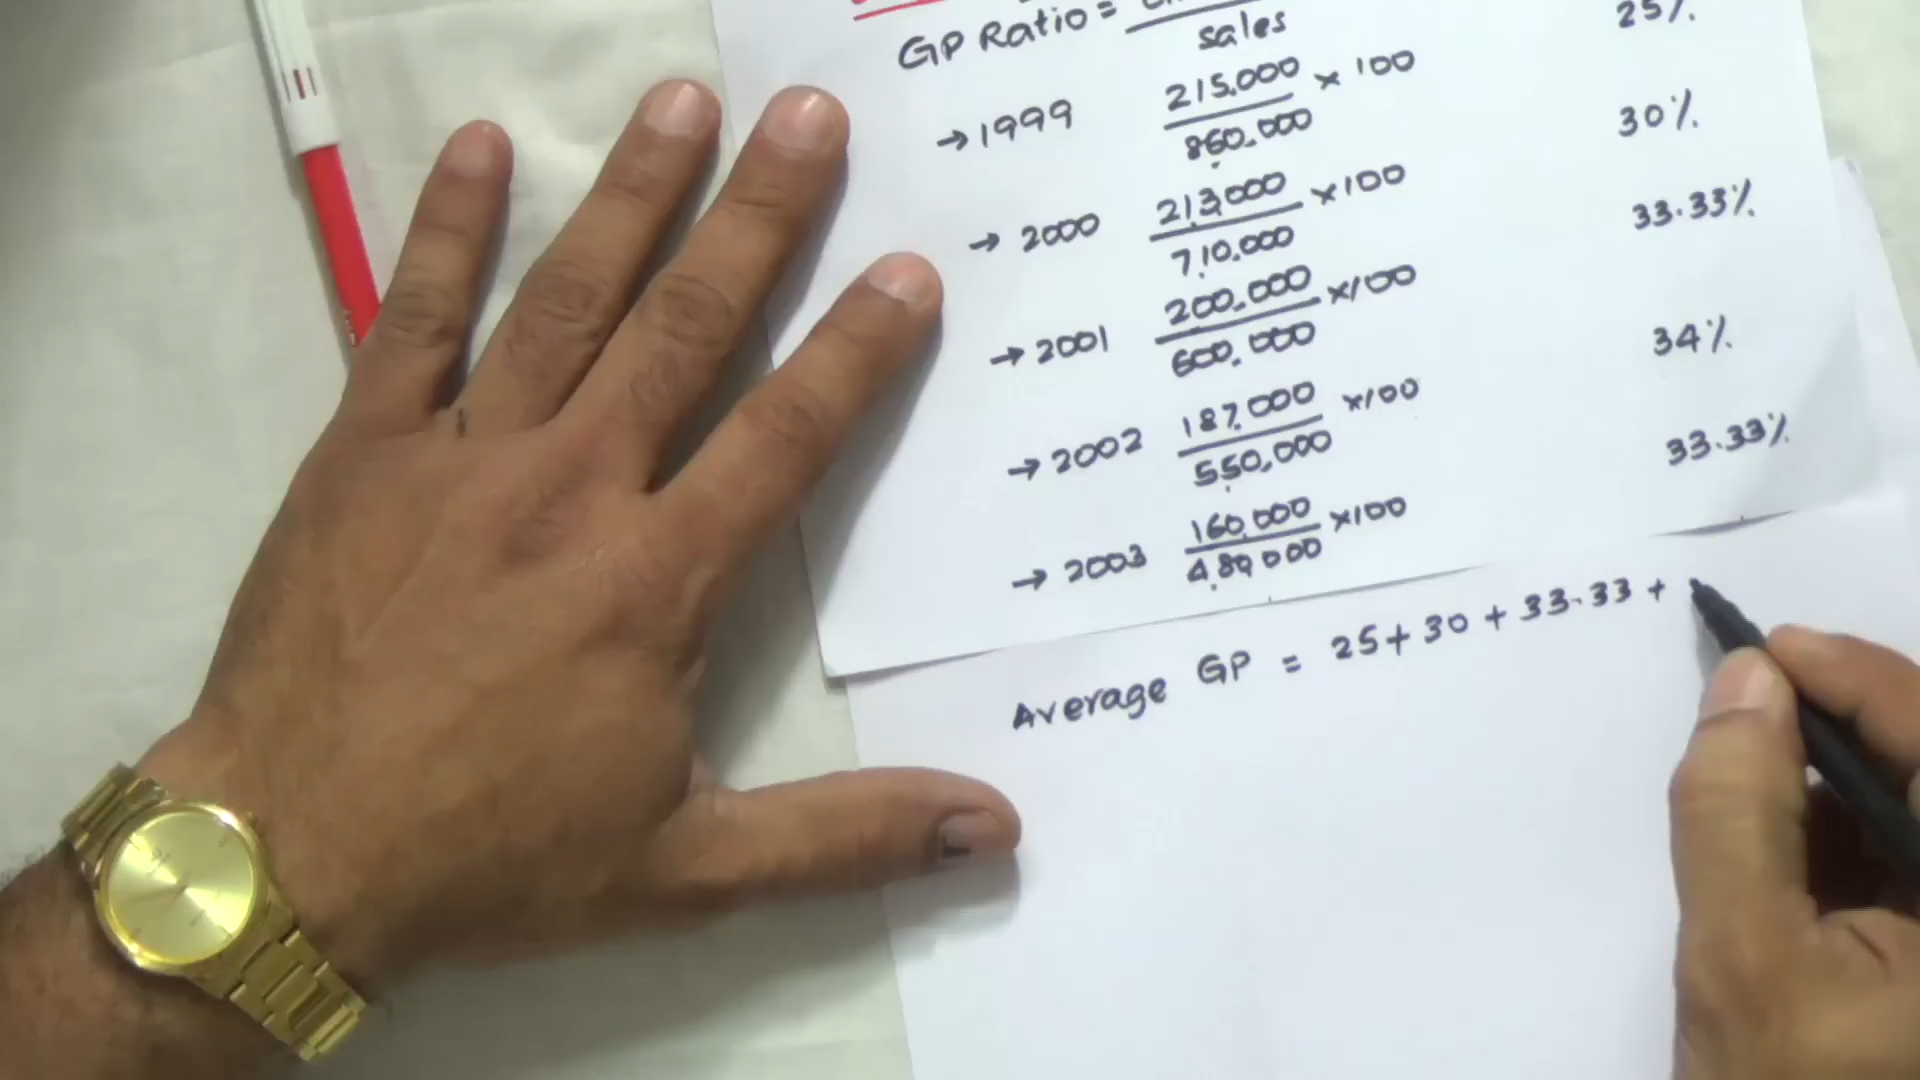 GP Ratio =
sales
25%
→ 1999 215,000 × 100
860,000
30%
→ 2000 213,000 ×100
710,000
33.33%
→ 2001 200,000 ×100
600,000
34%
→ 2002 187,000 ×100
550,000
33.33%
→ 2003 160,000 ×100
480,000
Average GP = 25+ 30 + 33.33 +